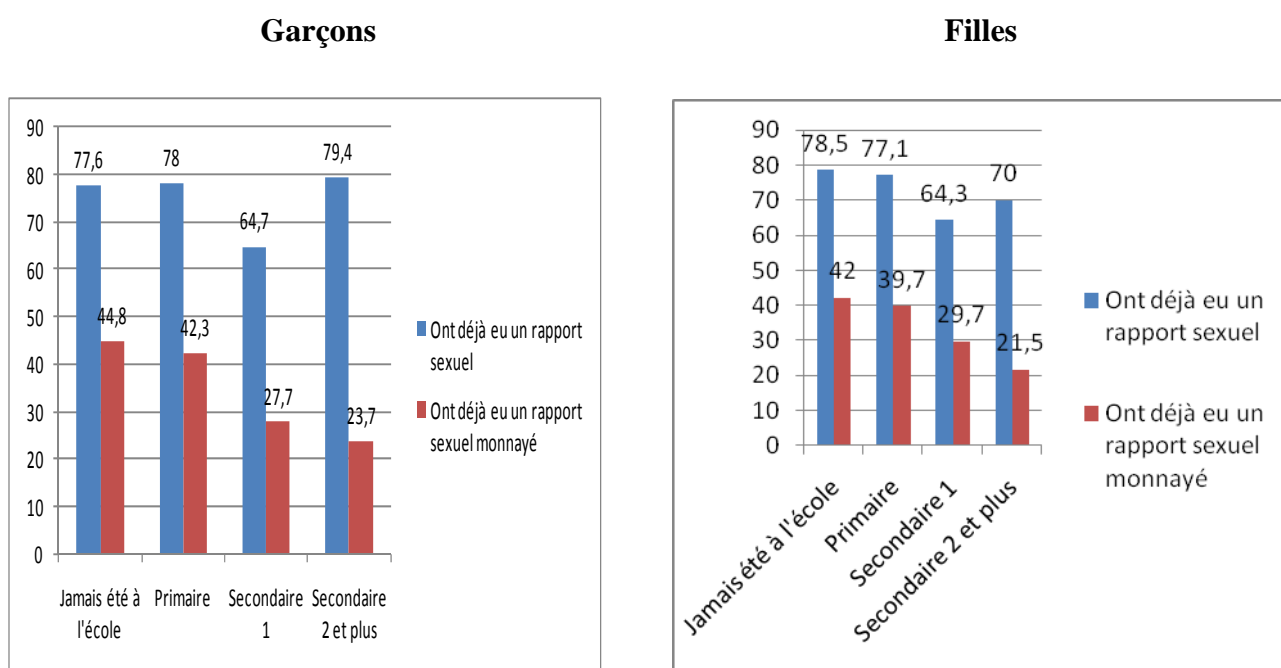 Garçons
90
80
70
60
50
40
30
20
10
0
77,6
78
64,7
79,4
44,8
42,3
27,7
23,7
Jamais été à
l'école
Primaire
Secondaire
1
Secondaire
2 et plus
Ont déjà eu un rapport
sexuel
Ont déjà eu un rapport
sexuel monnayé
Filles
90
80
70
60
50
40
30
20
10
0
78,5
77,1
64,3
70
42
39,7
29,7
21,5
Jamais été à l'école
Primaire
Secondaire 1
Secondaire 2 et plus
Ont déjà eu un
rapport sexuel
Ont déjà eu un
rapport sexuel
monnayé